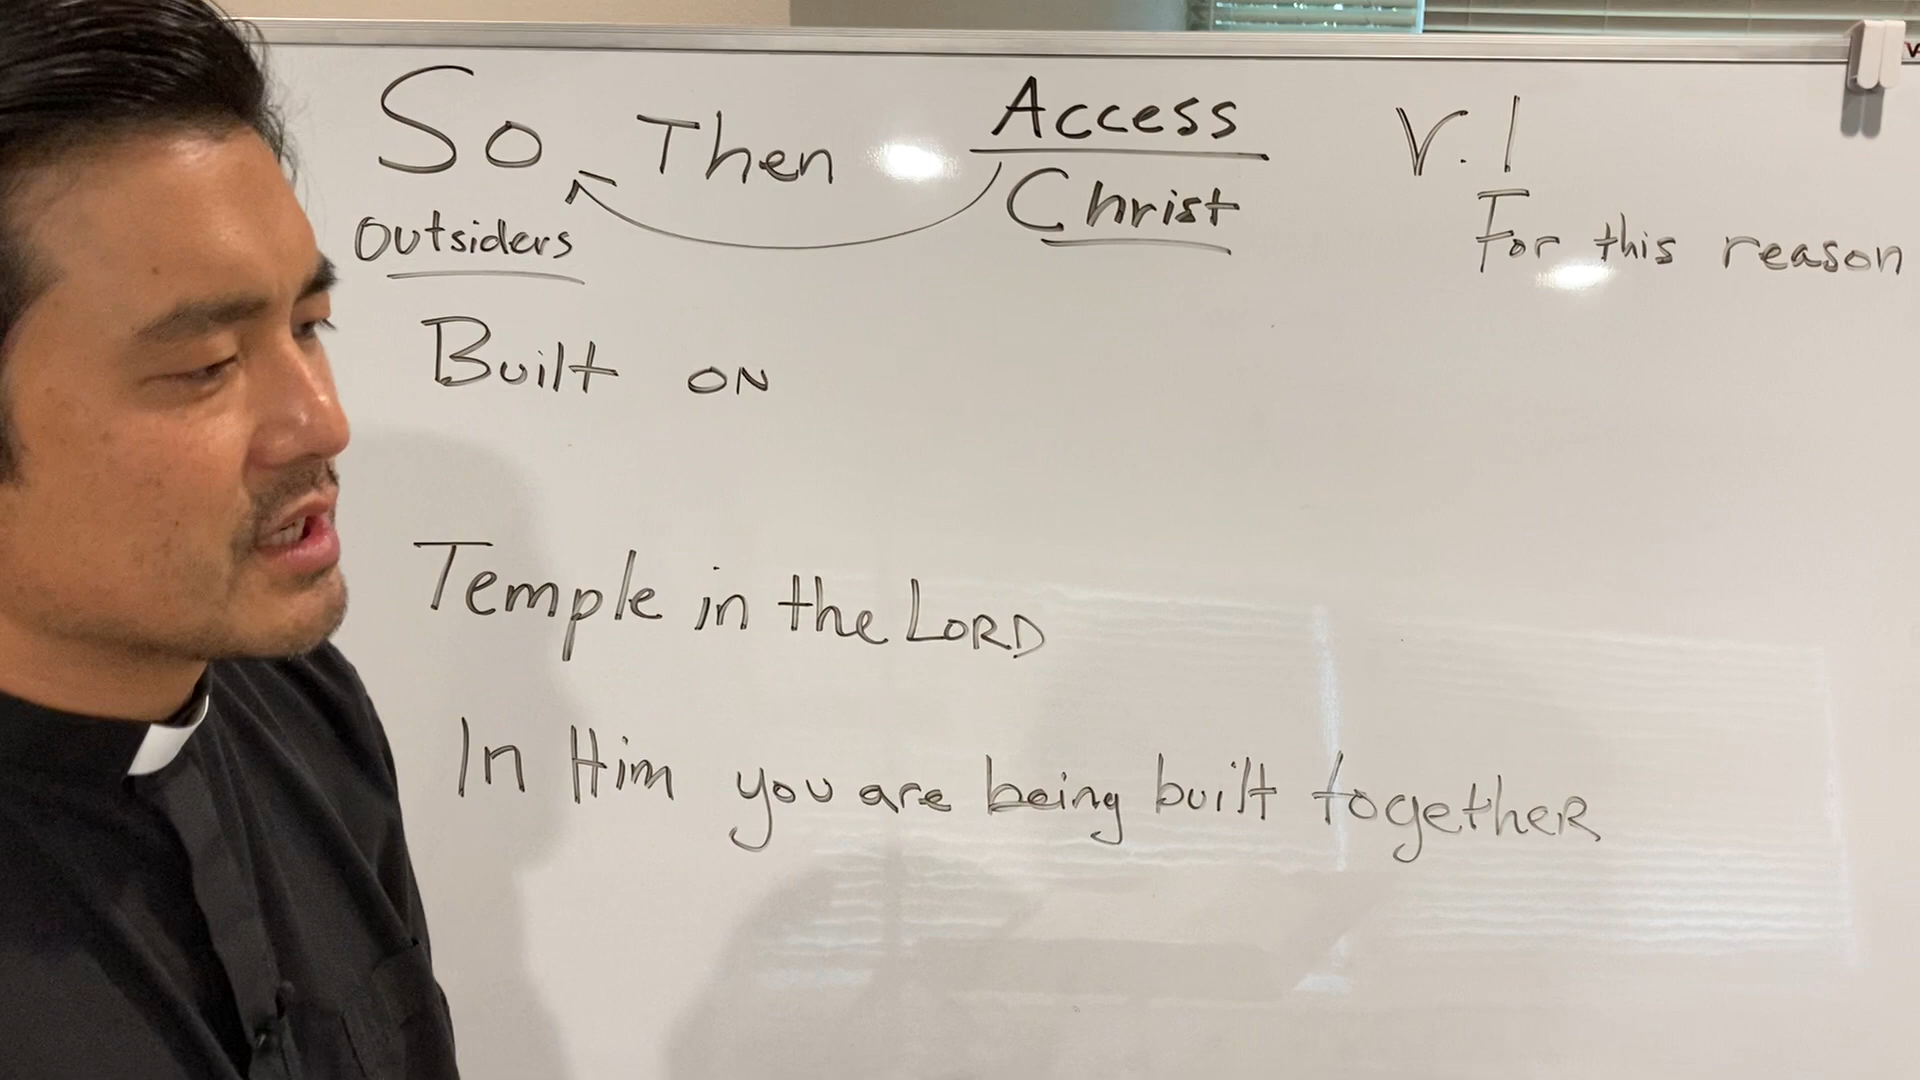 So Then
Access
Christ
Outsiders
V.1
For this reason
Built on
Temple in the LORD
In Him you are being built together